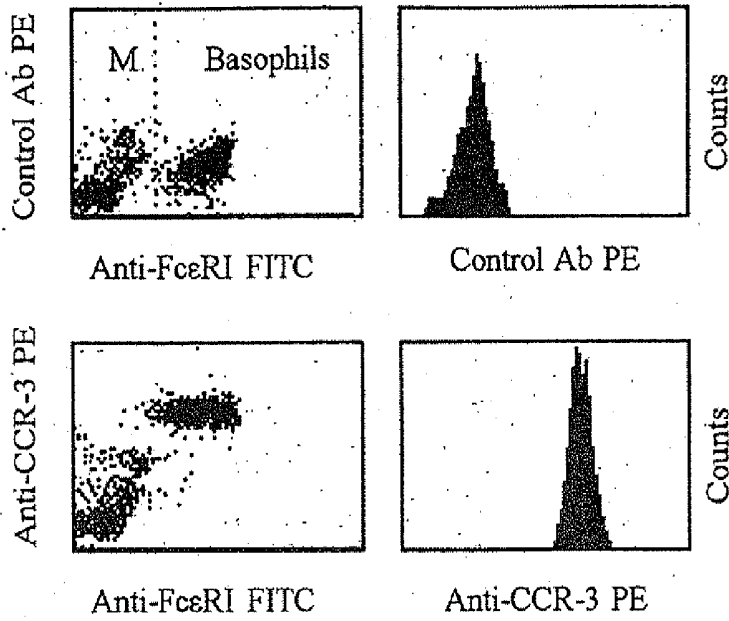 Control Ab PE
M. Basophils
Counts
Anti-FcεRI FITC
Control Ab PE
Anti-CCR-3 PE
Counts
Anti-FcεRI FITC
Anti-CCR-3 PE